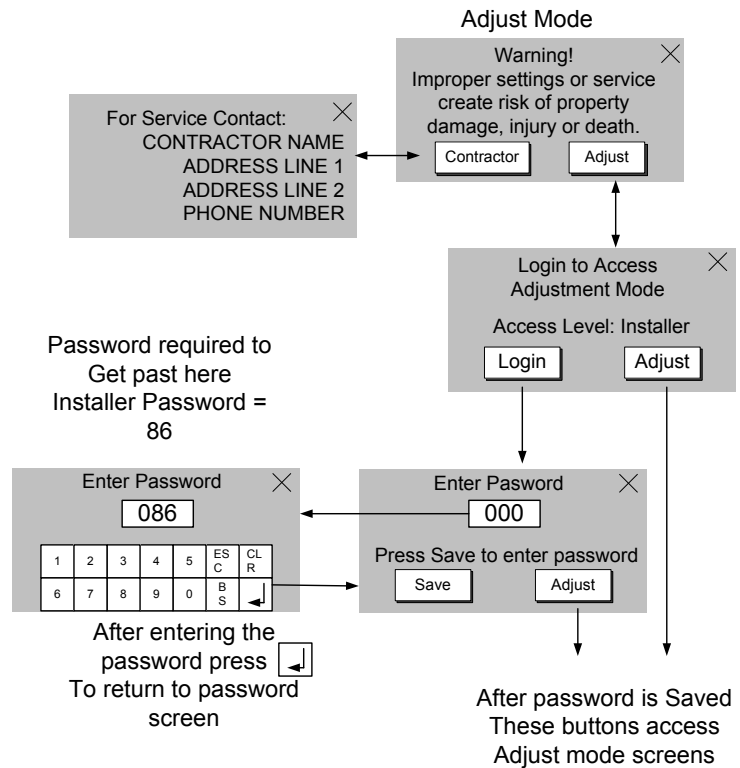 Adjust Mode
Warning!
Improper settings or service
create risk of property
damage, injury or death.
Contractor
Adjust
For Service Contact:
CONTRACTOR NAME
ADDRESS LINE 1
ADDRESS LINE 2
PHONE NUMBER
Login to Access
Adjustment Mode
Access Level: Installer
Login
Adjust
Password required to
Get past here
Installer Password =
86
Enter Password
086
1 2 3 4 5 ES
C CL
R
6 7 8 9 0 B
S
Enter Pasword
000
Press Save to enter password
Save
Adjust
After entering the
password press
To return to password
screen
After password is Saved
These buttons access
Adjust mode screens